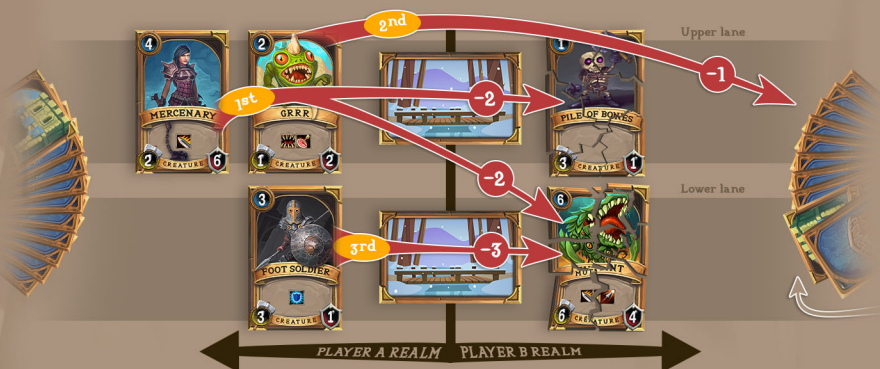 2nd
Upper lane
4
2
1
-1
1st
-2
MERCENARY
GRRR
PILE OF BONES
2
CREATURE
6
1
CREATURE
2
3
CREATURE
1
-2
Lower lane
3
6
3rd
-3
FOOT SOLDIER
3
CREATURE
1
6
CREATURE
4
PLAYER A REALM
PLAYER B REALM